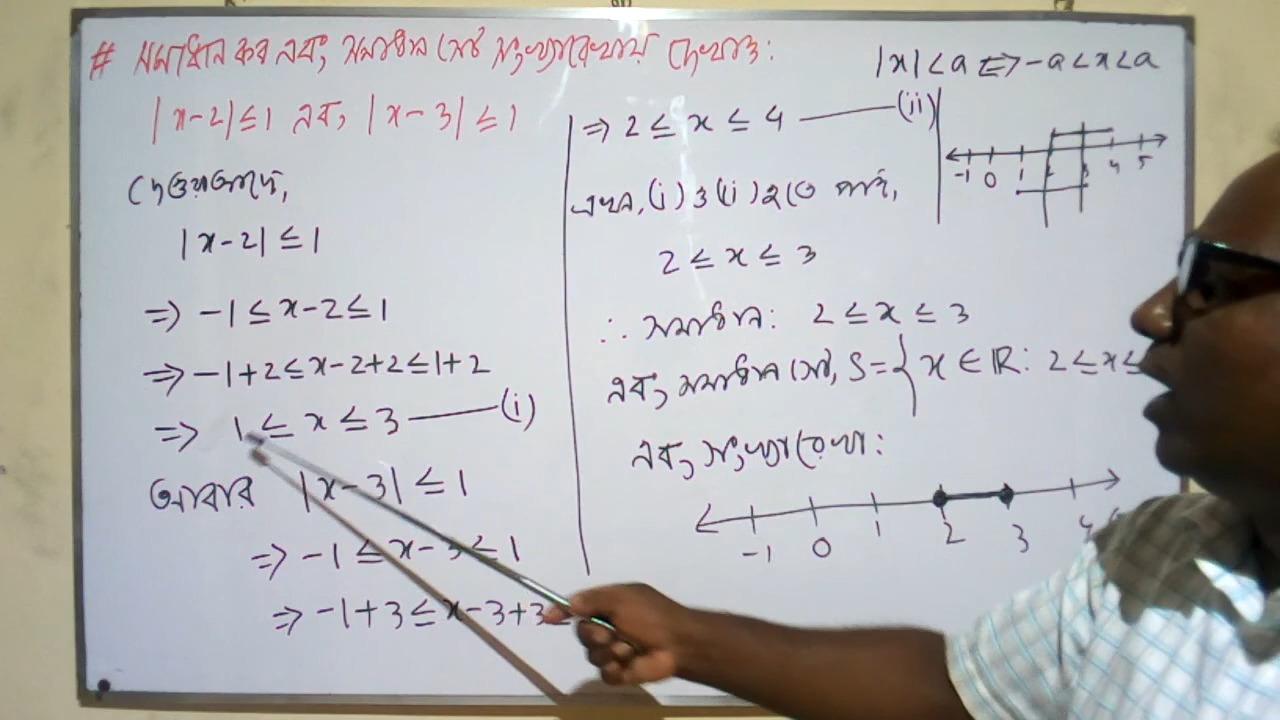 # সমাধান কর এবং সমাধান সেট সংখ্যারেখায় দেখাও:
|x-2|≤1 এবং |x-3|≤1
দেওয়া আছে,
|x-2|≤1
⇒ -1≤x-2≤1
⇒ -1+2≤x-2+2≤1+2
⇒ 1≤x≤3 ——— (i)
আবার |x-3|≤1
⇒ -1≤x-3≤1
⇒ -1+3≤x-3+3≤
⇒ 2≤x≤4 ——— (ii)
এখন, (i) ও (i) হতে পাই,
2≤x≤3
∴ সমাধান: 2≤x≤3
এবং সমাধান সেট, S={x∈ℝ: 2≤x≤
এবং সংখ্যারেখা:
-1 0 1 2 3 4
|x|<a ⇔ -a<x<a
-1 0 1 2 3 4 5